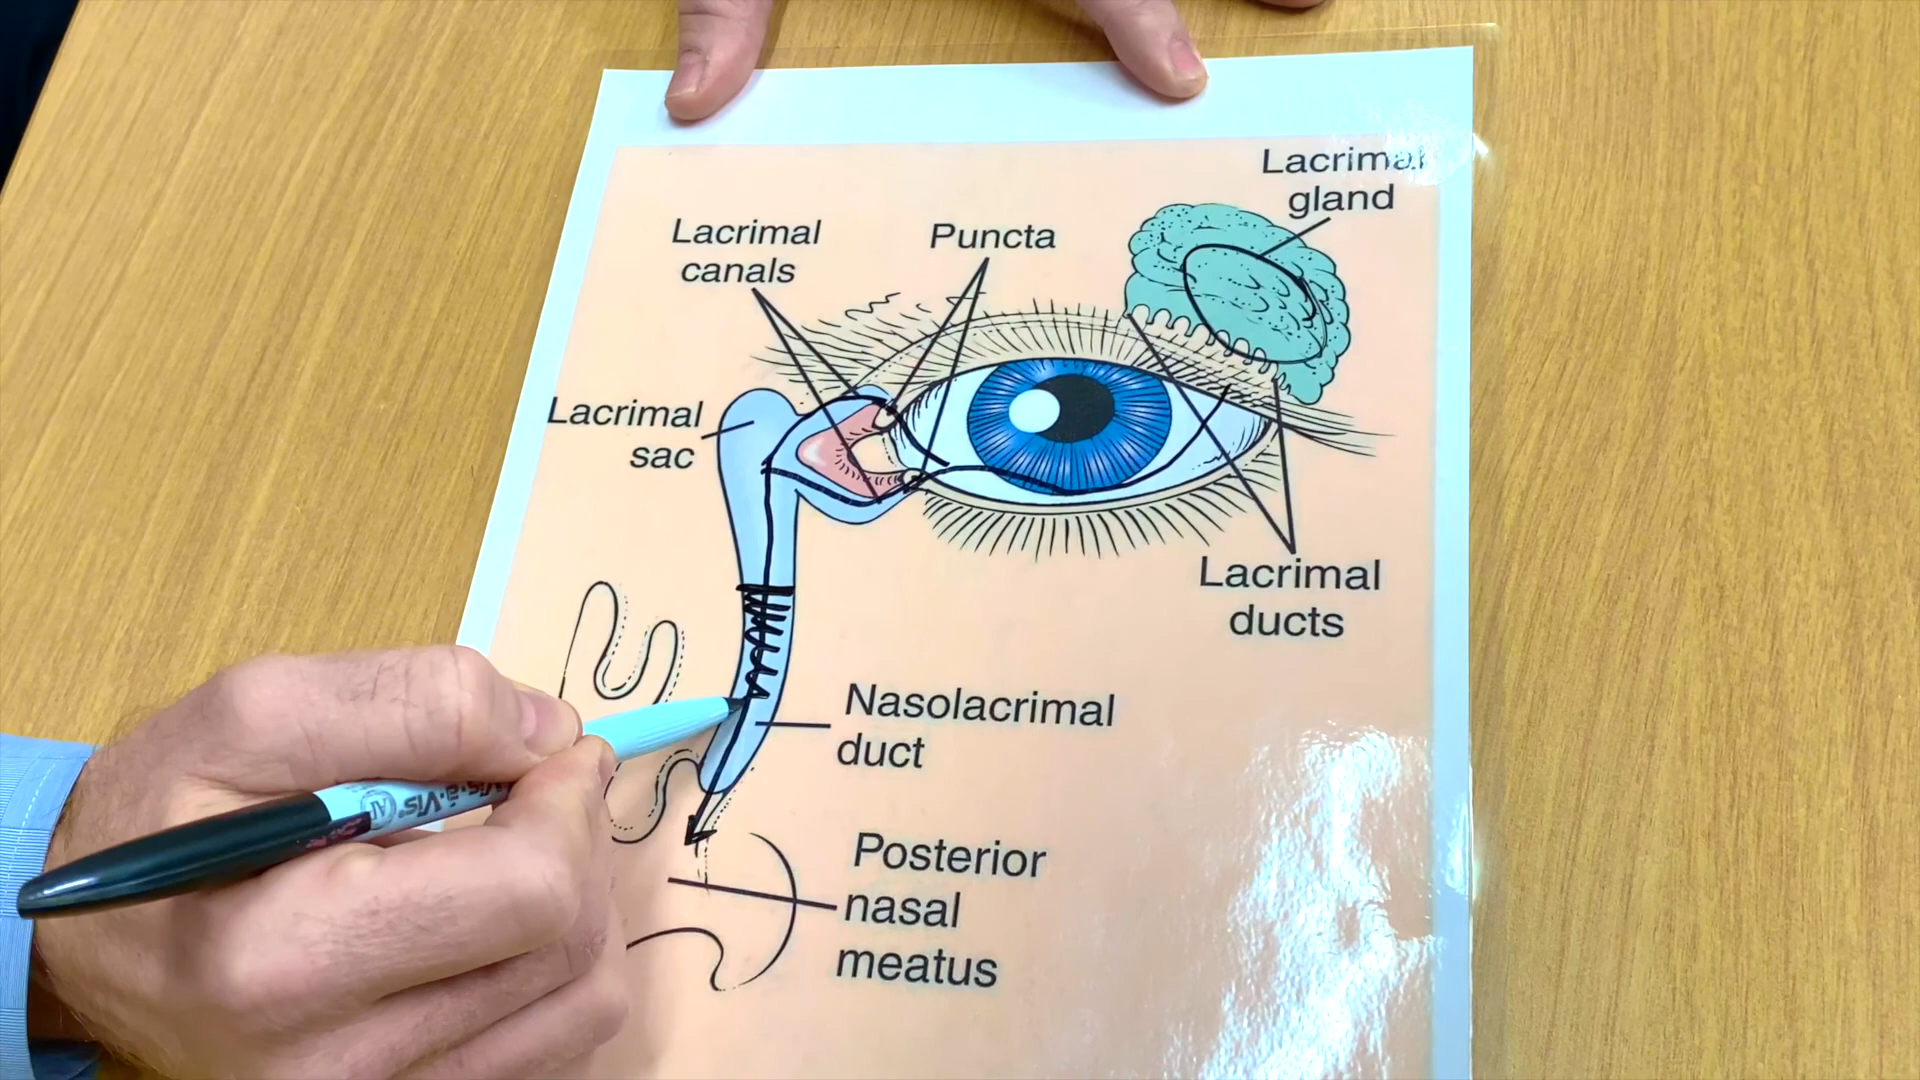 Lacrimal
gland
Lacrimal
canals
Puncta
Lacrimal
sac
Lacrimal
ducts
Nasolacrimal
duct
Posterior
nasal
meatus
Vis-à-Vis